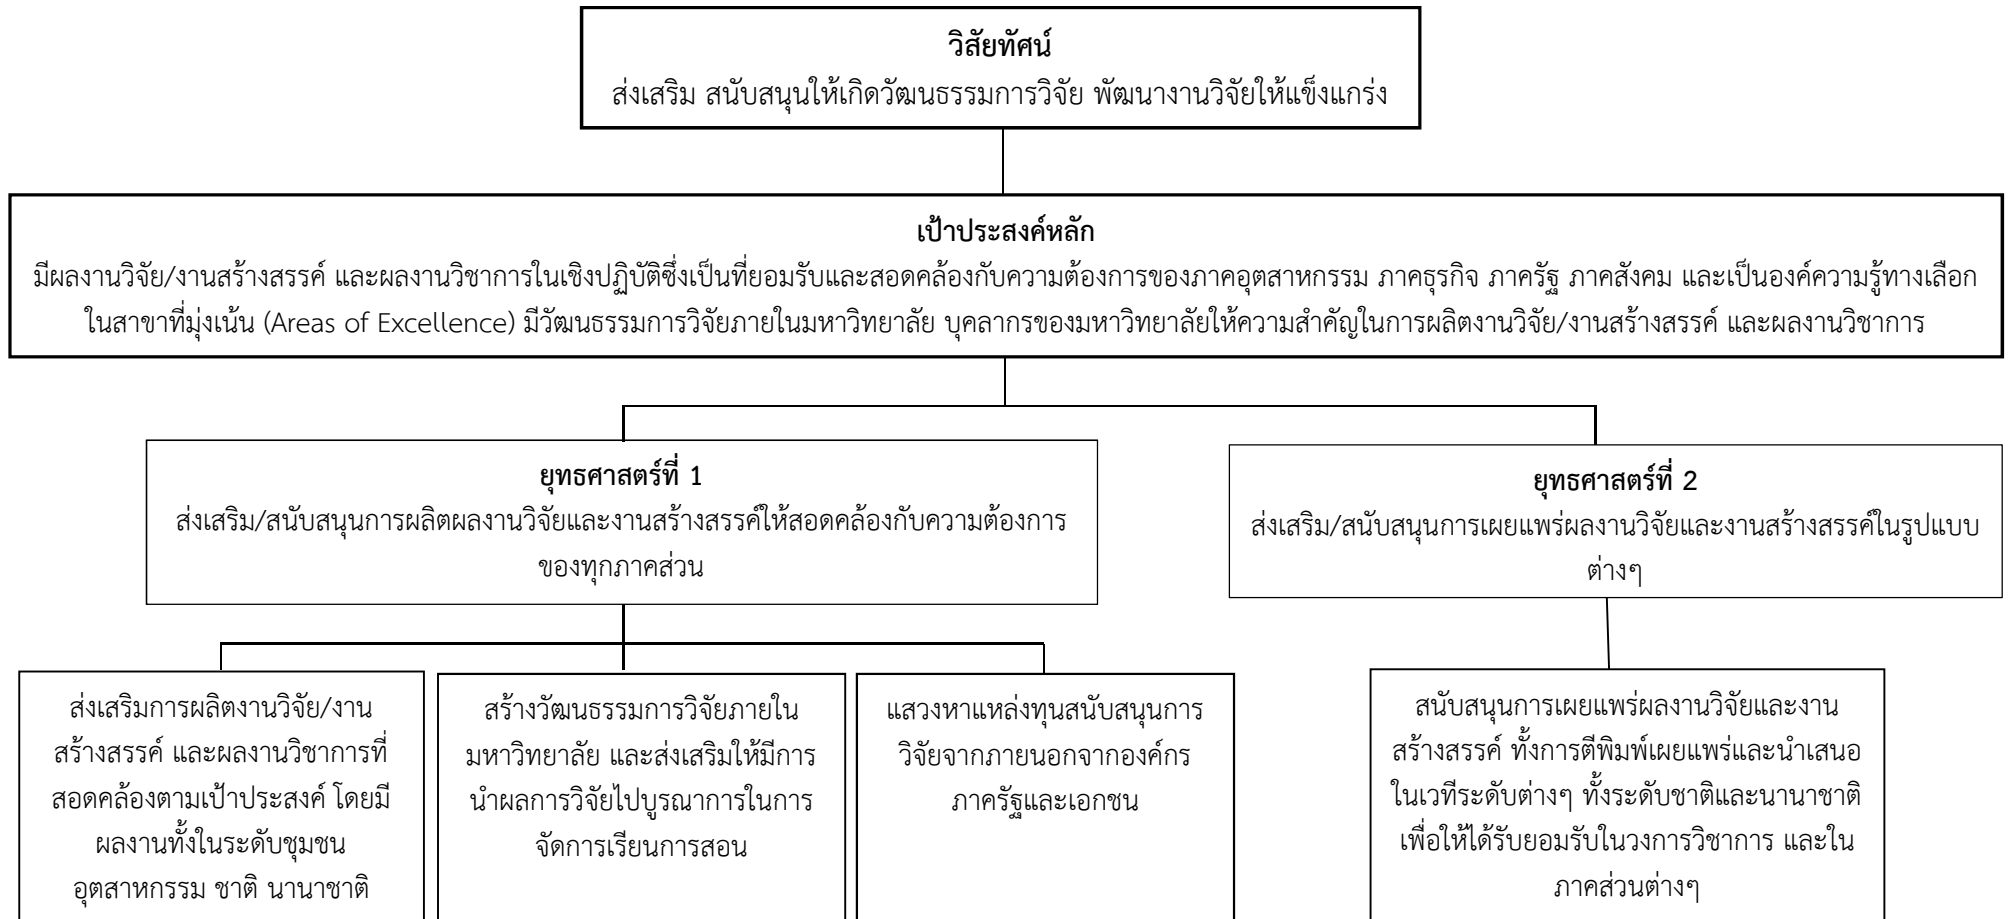 วิสัยทัศน์
ส่งเสริม สนับสนุนให้เกิดวัฒนธรรมการวิจัย พัฒนางานวิจัยให้แข็งแกร่ง
เป้าประสงค์หลัก
มีผลงานวิจัย/งานสร้างสรรค์ และผลงานวิชาการในเชิงปฏิบัติซึ่งเป็นที่ยอมรับและสอดคล้องกับความต้องการของภาคอุตสาหกรรม ภาคธุรกิจ ภาครัฐ ภาคสังคม และเป็นองค์ความรู้ทางเลือก
ในสาขาที่มุ่งเน้น (Areas of Excellence) มีวัฒนธรรมการวิจัยภายในมหาวิทยาลัย บุคลากรของมหาวิทยาลัยให้ความสำคัญในการผลิตงานวิจัย/งานสร้างสรรค์ และผลงานวิชาการ
ยุทธศาสตร์ที่ 1
ส่งเสริม/สนับสนุนการผลิตผลงานวิจัยและงานสร้างสรรค์ให้สอดคล้องกับความต้องการ
ของทุกภาคส่วน
ยุทธศาสตร์ที่ 2
ส่งเสริม/สนับสนุนการเผยแพร่ผลงานวิจัยและงานสร้างสรรค์ในรูปแบบ
ต่างๆ
ส่งเสริมการผลิตงานวิจัย/งาน
สร้างสรรค์ และผลงานวิชาการที่
สอดคล้องตามเป้าประสงค์ โดยมี
ผลงานทั้งในระดับชุมชน
อุตสาหกรรม ชาติ นานาชาติ
สร้างวัฒนธรรมการวิจัยภายใน
มหาวิทยาลัย และส่งเสริมให้มีการ
นำผลการวิจัยไปบูรณาการในการ
จัดการเรียนการสอน
แสวงหาแหล่งทุนสนับสนุนการ
วิจัยจากภายนอกจากองค์กร
ภาครัฐและเอกชน
สนับสนุนการเผยแพร่ผลงานวิจัยและงาน
สร้างสรรค์ ทั้งการตีพิมพ์เผยแพร่และนำเสนอ
ในเวทีระดับต่างๆ ทั้งระดับชาติและนานาชาติ
เพื่อให้ได้รับยอมรับในวงการวิชาการ และใน
ภาคส่วนต่างๆ